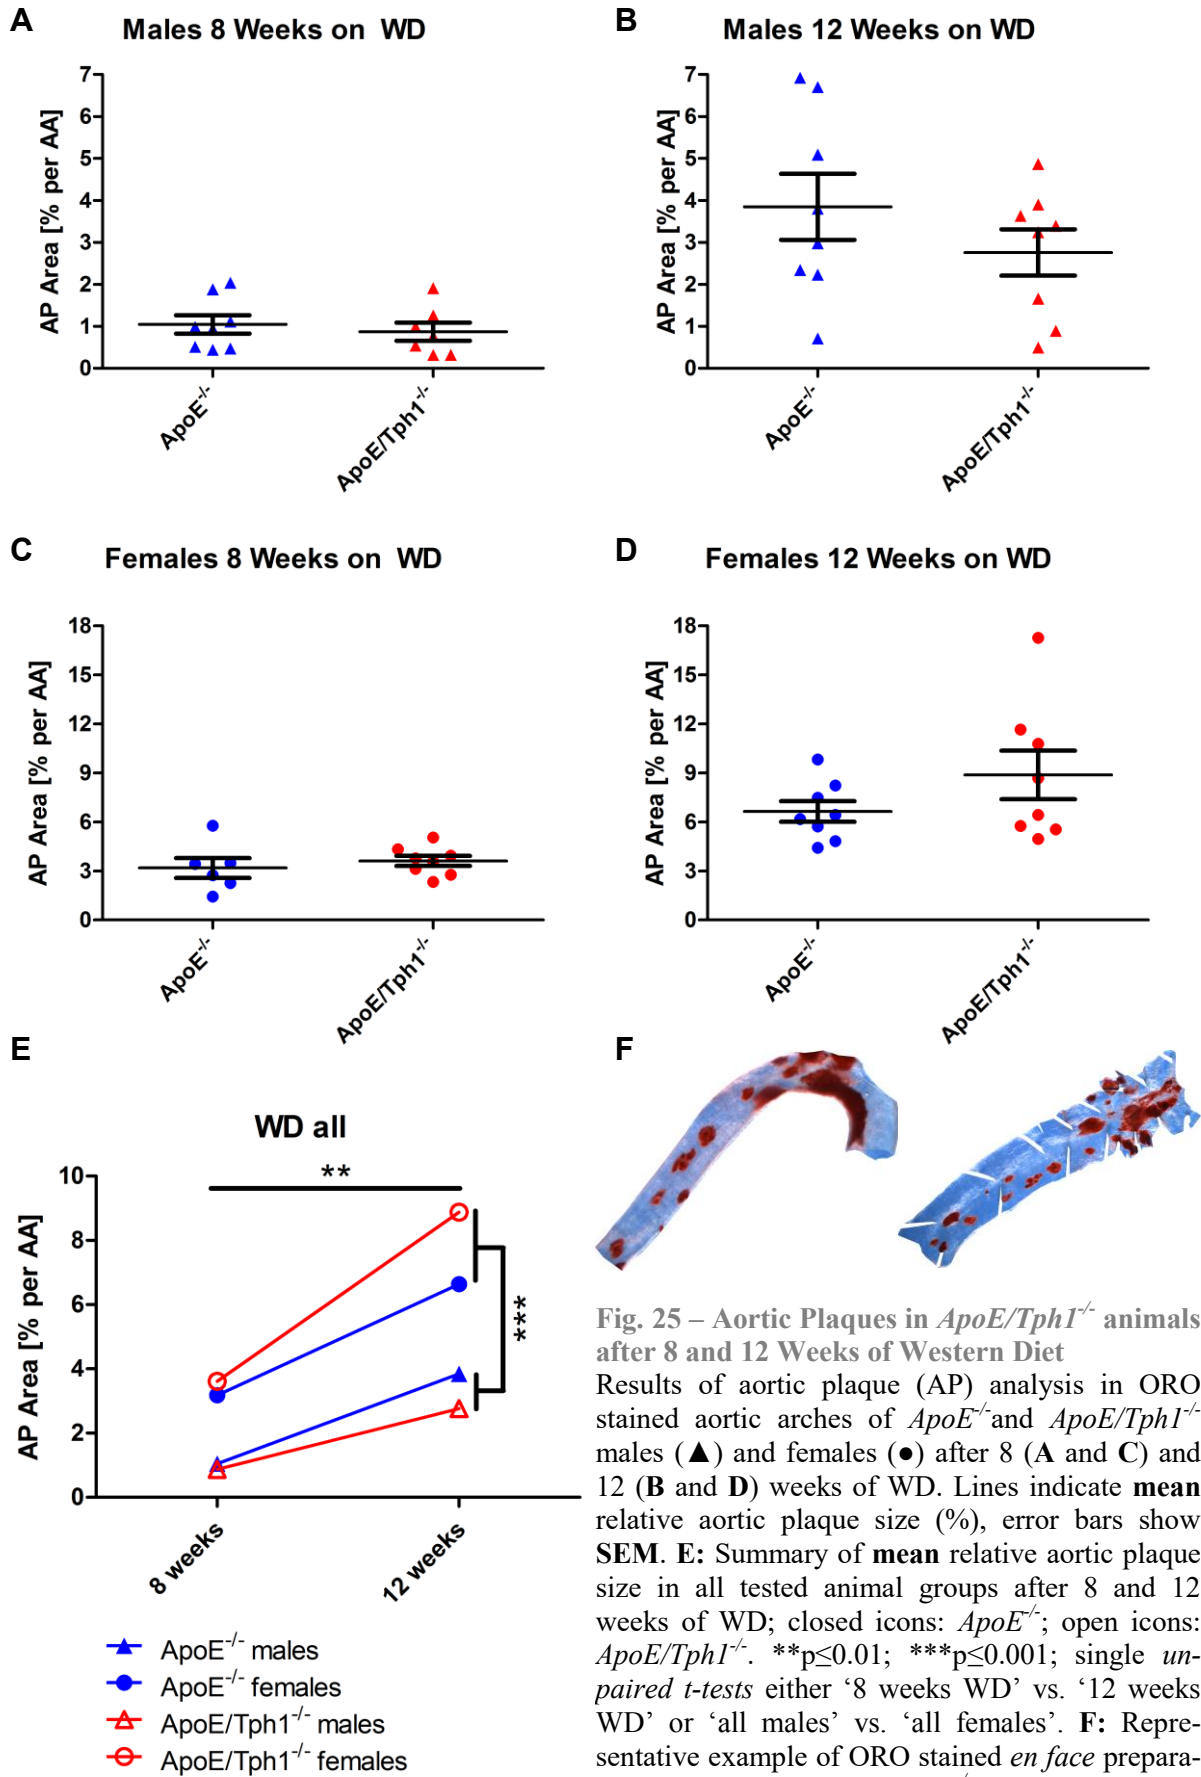 A
Males 8 Weeks on WD
AP Area [% per AA]
7
6
5
4
3
2
1
0
ApoE-/-
ApoE/Tph1-/-
B
Males 12 Weeks on WD
AP Area [% per AA]
7
6
5
4
3
2
1
0
ApoE-/-
ApoE/Tph1-/-
C
Females 8 Weeks on WD
AP Area [% per AA]
18
15
12
9
6
3
0
ApoE-/-
ApoE/Tph1-/-
D
Females 12 Weeks on WD
AP Area [% per AA]
18
15
12
9
6
3
0
ApoE-/-
ApoE/Tph1-/-
E
WD all
AP Area [% per AA]
10
8
6
4
2
0
**
***
8 weeks
12 weeks
ApoE-/- males
ApoE-/- females
ApoE/Tph1-/- males
ApoE/Tph1-/- females
F
Fig. 25 – Aortic Plaques in ApoE/Tph1-/- animals
after 8 and 12 Weeks of Western Diet
Results of aortic plaque (AP) analysis in ORO
stained aortic arches of ApoE-/-and ApoE/Tph1-/-
males (▲) and females (●) after 8 (A and C) and
12 (B and D) weeks of WD. Lines indicate mean
relative aortic plaque size (%), error bars show
SEM. E: Summary of mean relative aortic plaque
size in all tested animal groups after 8 and 12
weeks of WD; closed icons: ApoE-/-; open icons:
ApoE/Tph1-/-. **p≤0.01; ***p≤0.001; single un-
paired t-tests either ‘8 weeks WD’ vs. ‘12 weeks
WD’ or ‘all males’ vs. ‘all females’. F: Repre-
sentative example of ORO stained en face prepara-